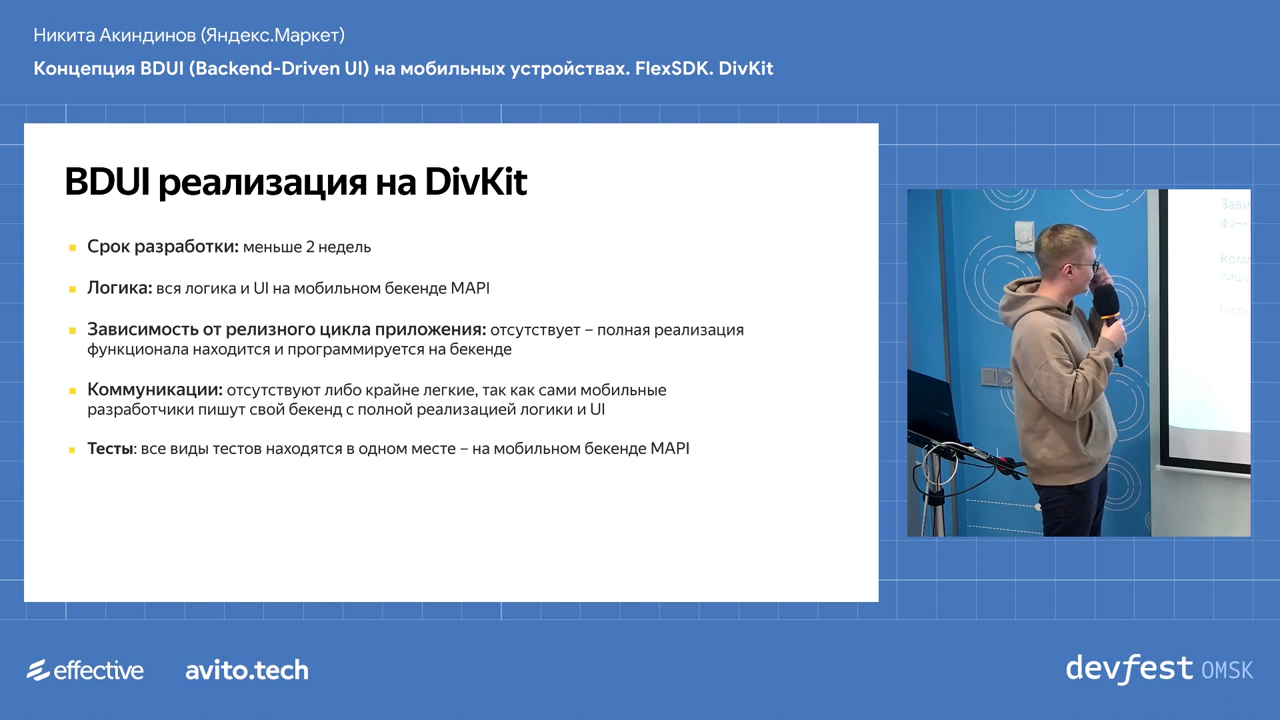 Никита Акиндинов (Яндекс.Маркет)
Концепция BDUI (Backend-Driven UI) на мобильных устройствах. FlexSDK. DivKit
BDUI реализация на DivKit
Срок разработки: меньше 2 недель
Логика: вся логика и UI на мобильном бекенде MAPI
Зависимость от релизного цикла приложения: отсутствует – полная реализация
функционала находится и программируется на бекенде
Коммуникации: отсутствуют либо крайне легкие, так как сами мобильные
разработчики пишут свой бекенд с полной реализацией логики и UI
Тесты: все виды тестов находятся в одном месте – на мобильном бекенде MAPI
effective
avito.tech
devfest OMSK